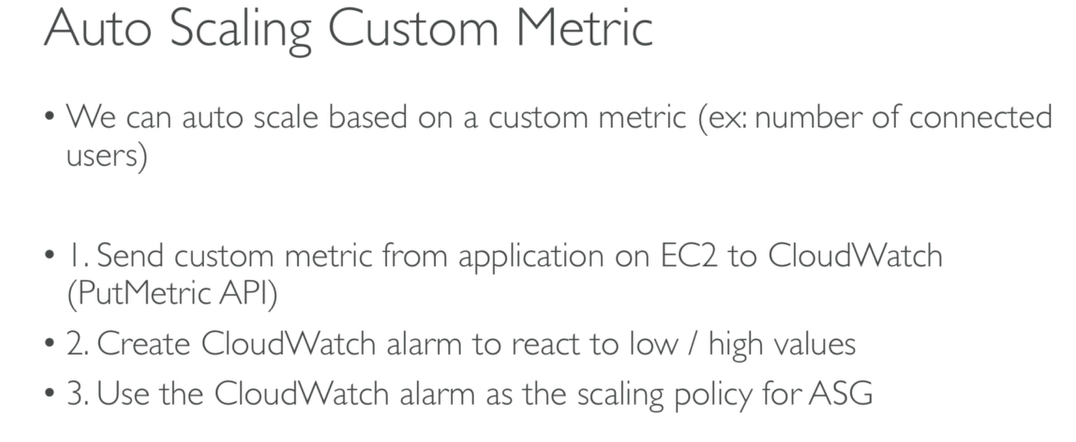 Auto Scaling Custom Metric
• We can auto scale based on a custom metric (ex: number of connected
users)
• 1. Send custom metric from application on EC2 to CloudWatch
(PutMetric API)
• 2. Create CloudWatch alarm to react to low / high values
• 3. Use the CloudWatch alarm as the scaling policy for ASG